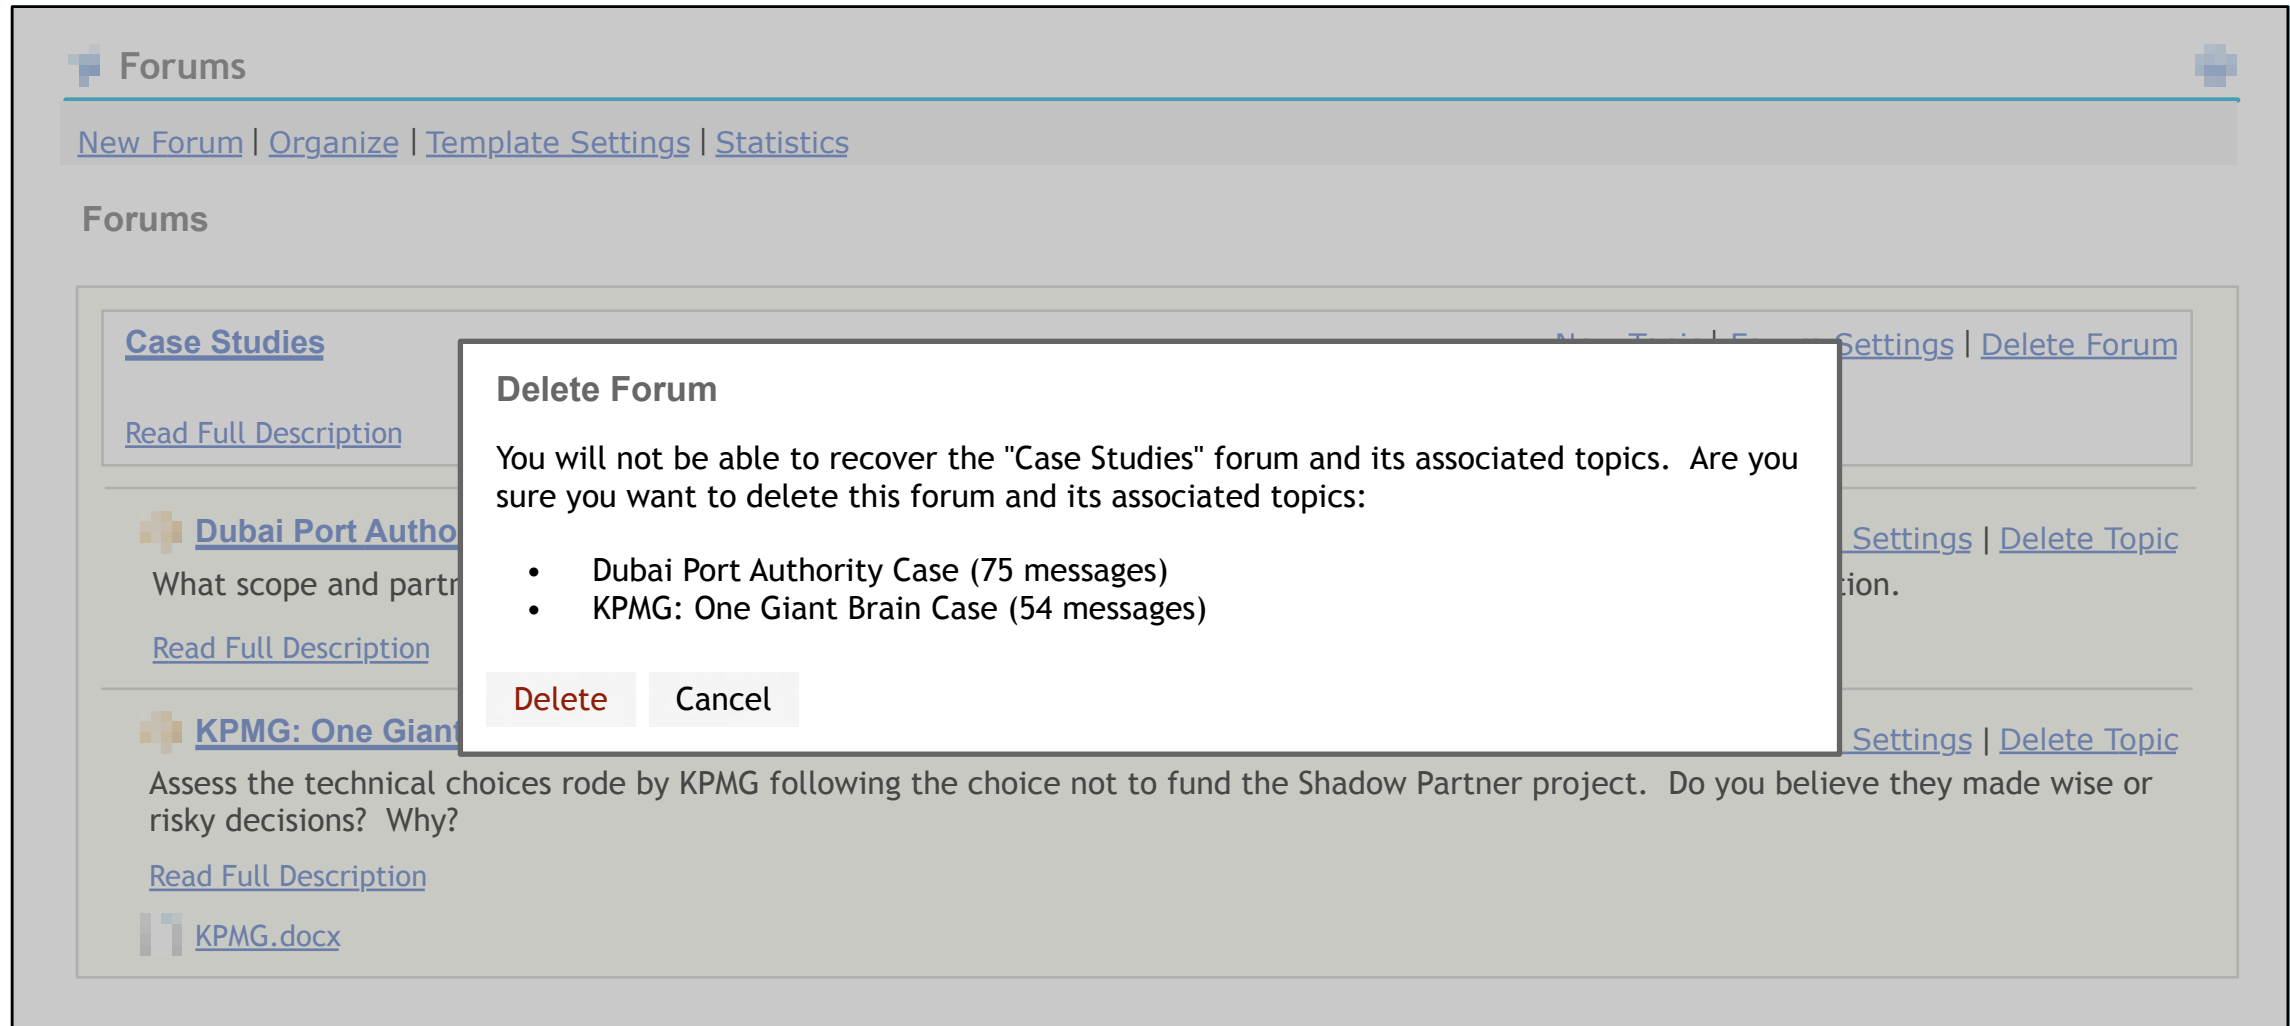 Forums
New Forum | Organize | Template Settings | Statistics
Forums
Case Studies
Settings | Delete Forum
Read Full Description
Delete Forum
You will not be able to recover the "Case Studies" forum and its associated topics.  Are you
sure you want to delete this forum and its associated topics:
• Dubai Port Authority Case (75 messages)
• KPMG: One Giant Brain Case (54 messages)
Delete Cancel
Dubai Port
Settings | Delete Topic
What scope and
Read Full Description
KPMG: One Giant
Settings | Delete Topic
Assess the technical choices rode by KPMG following the choice not to fund the Shadow Partner project.  Do you believe they made wise or
risky decisions?  Why?
Read Full Description
KPMG.docx